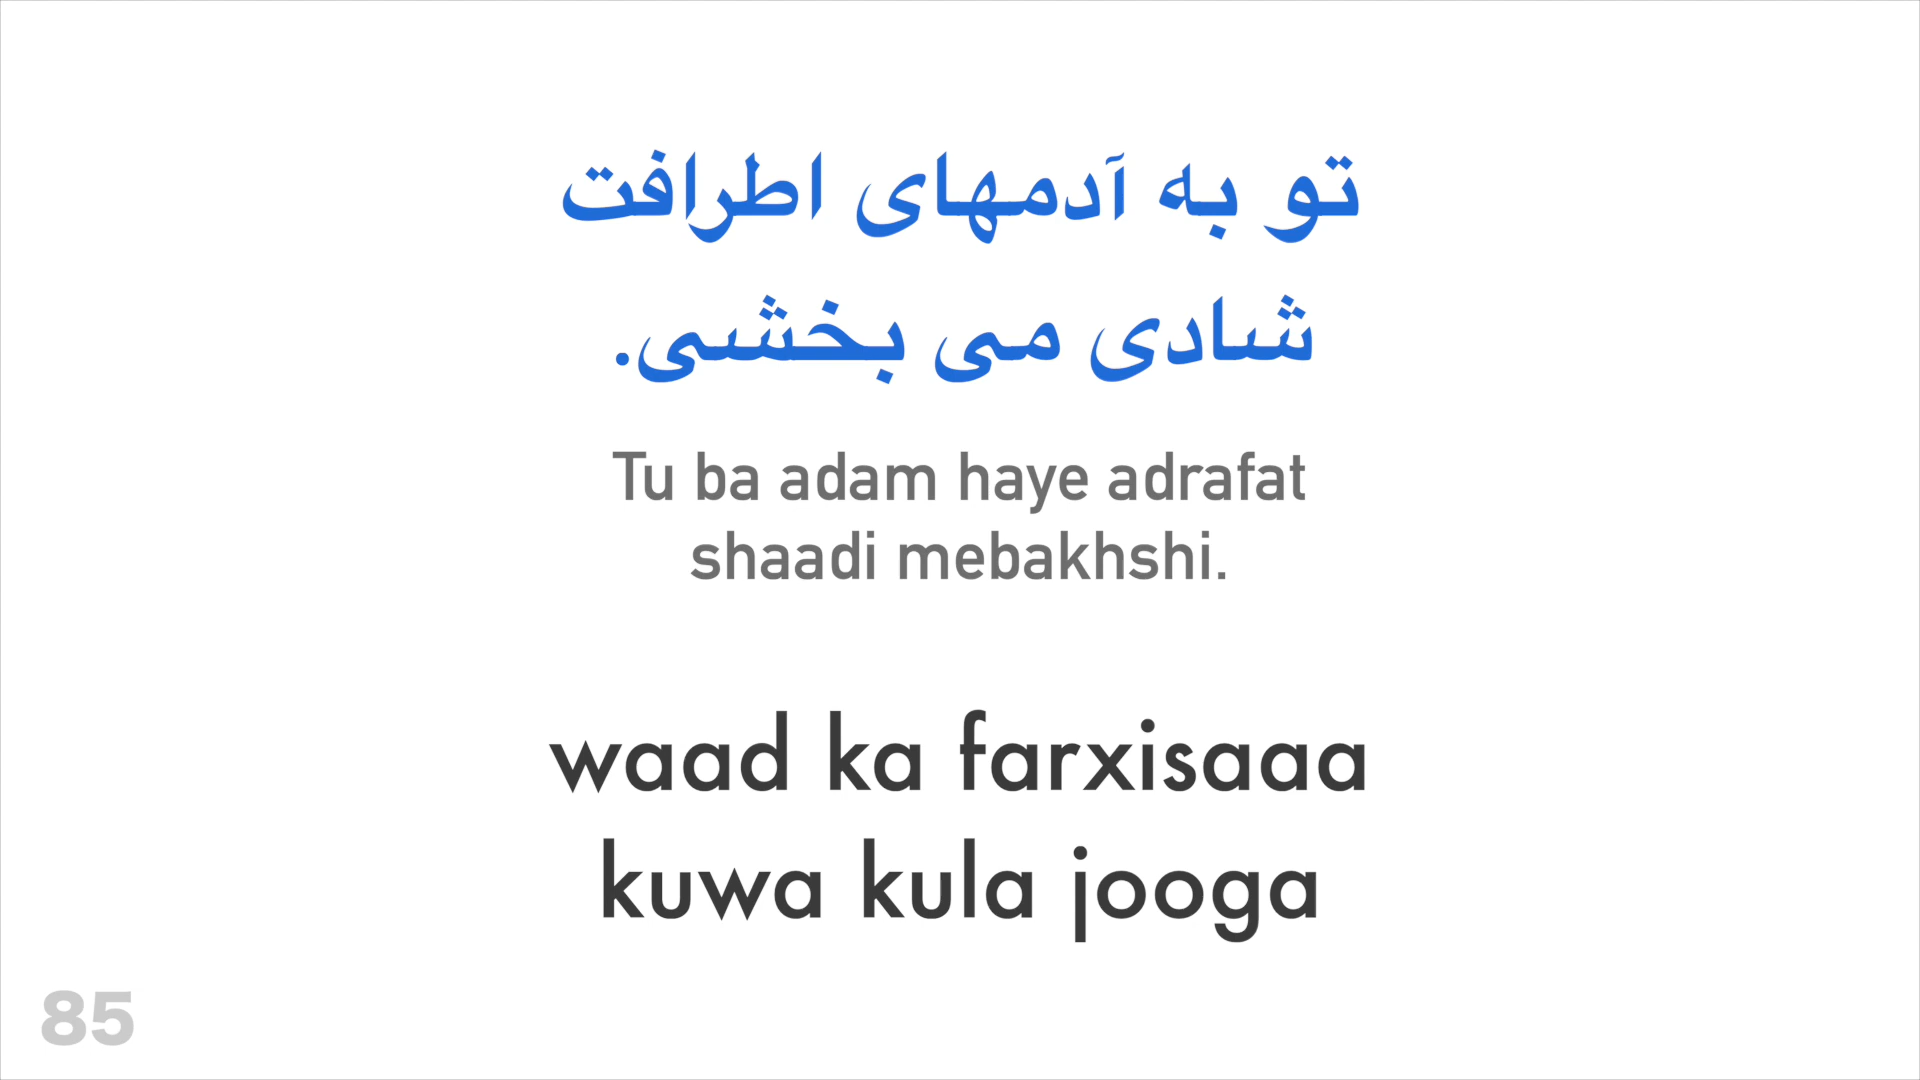 تو به آدمهای اطرافت
شادی می بخشی.
Tu ba adam haye adrafat
shaadi mebakhshi.
waad ka farxisaaa
kuwa kula jooga
85